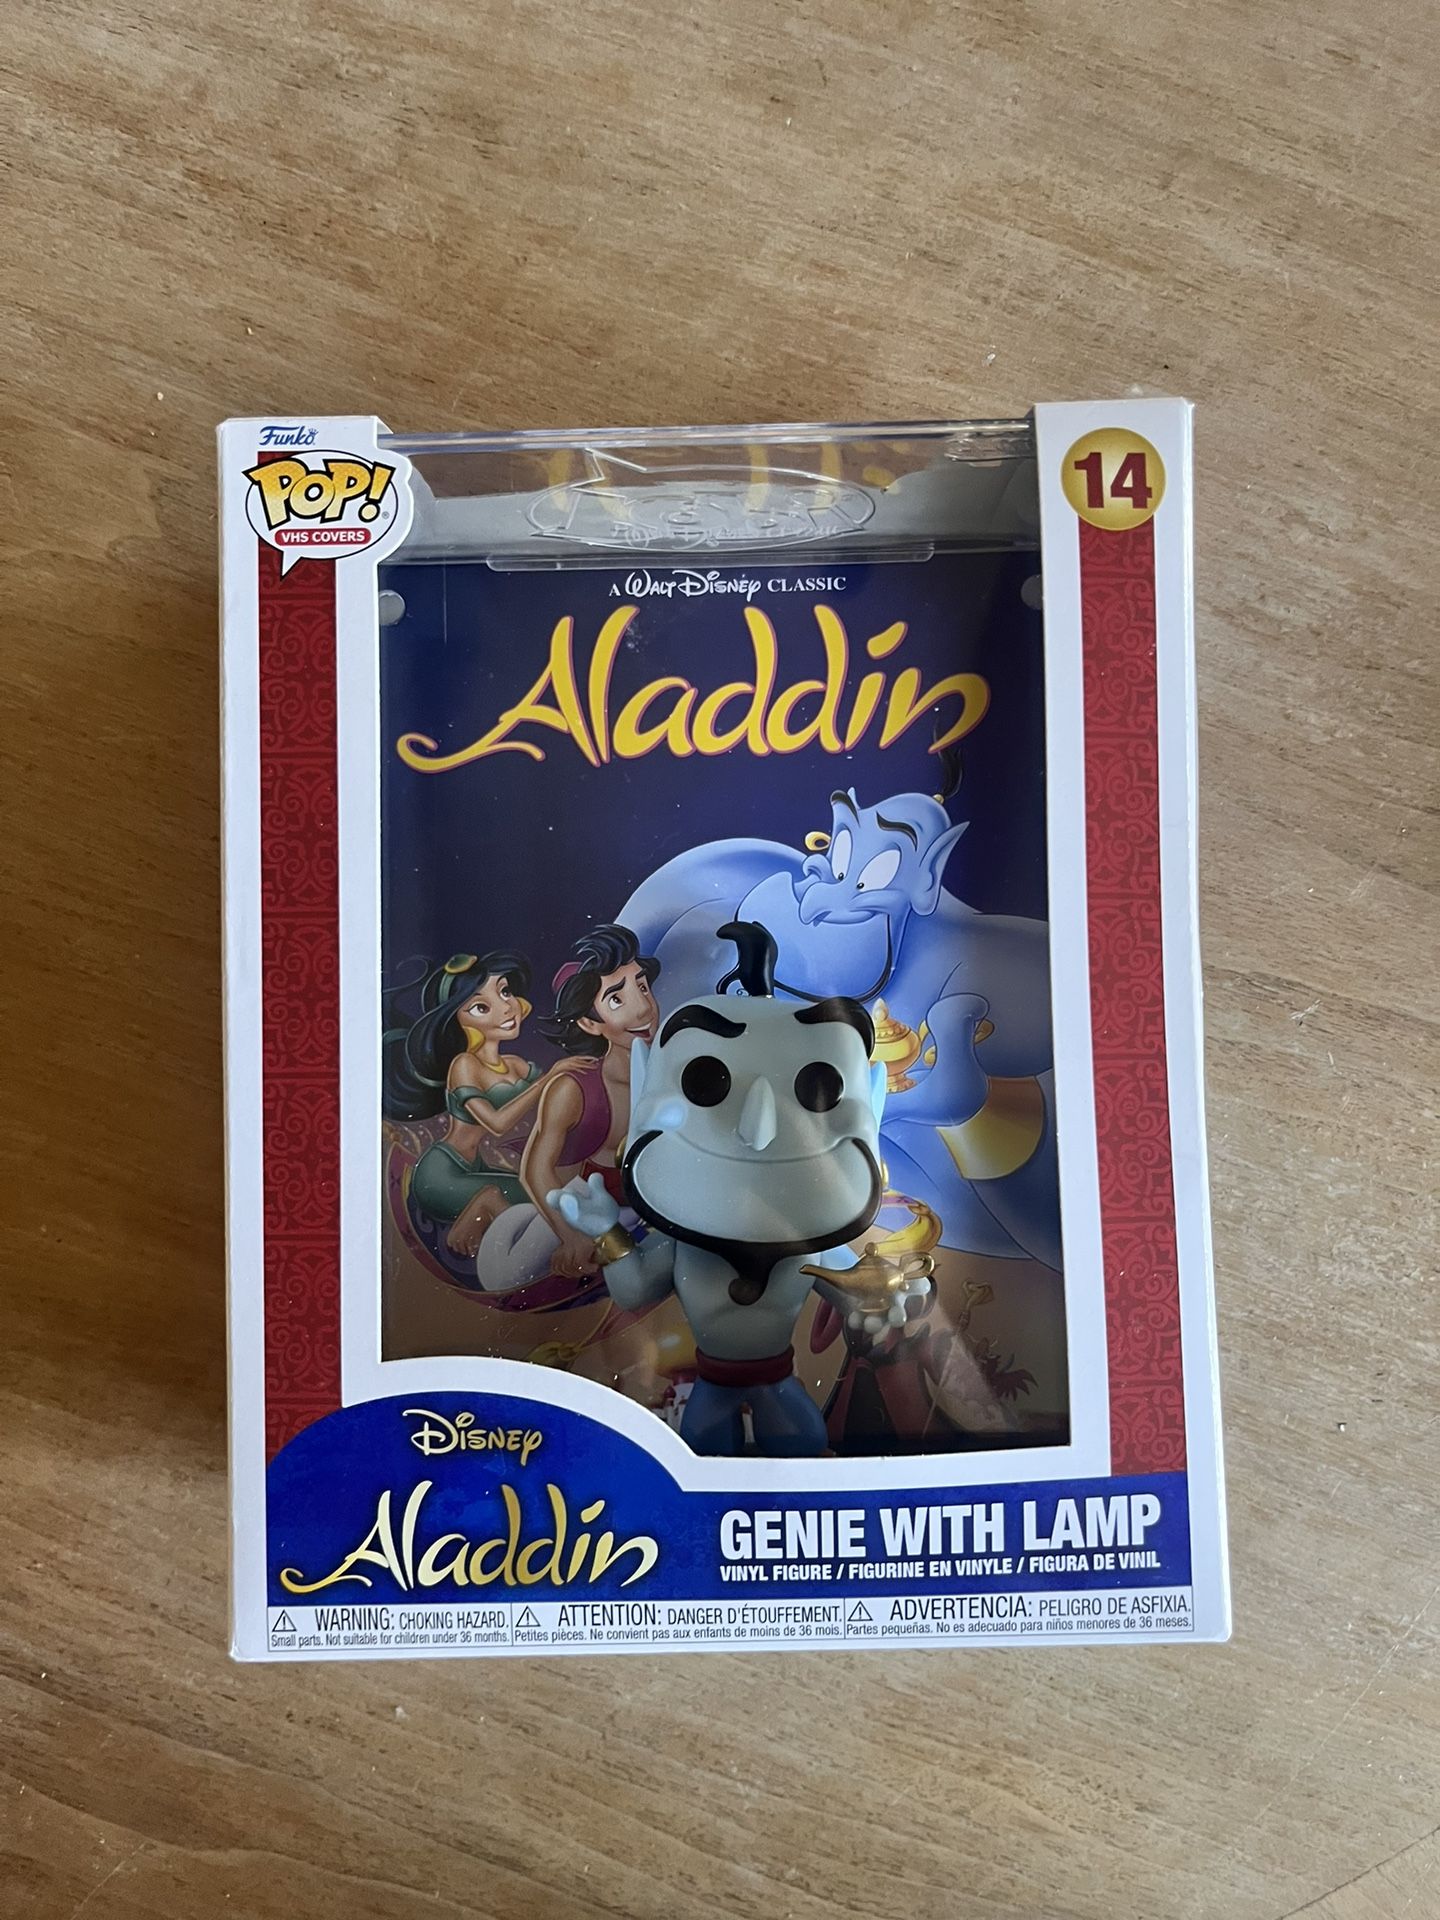 Funko
POP!
VHS COVERS
14
A WALT DISNEY CLASSIC
Aladdin
DISNEY
Aladdin
GENIE WITH LAMP
VINYL FIGURE / FIGURINE EN VINYLE / FIGURA DE VINIL
WARNING: CHOKING HAZARD.
Small parts. Not suitable for children under 36 months.
ATTENTION: DANGER D'ÉTOUFFEMENT.
Petites pièces. Ne convient pas aux enfants de moins de 36 mois.
ADVERTENCIA: PELIGRO DE ASFIXIA.
Partes pequeñas. No es adecuado para niños menores de 36 meses.